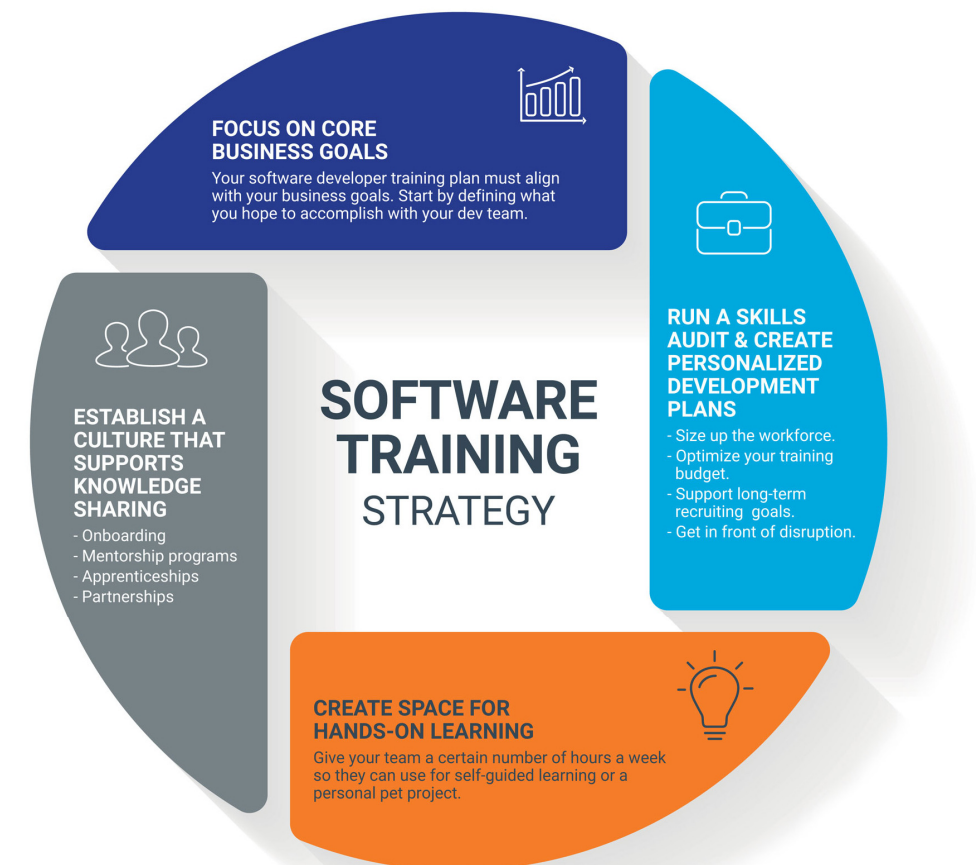 FOCUS ON CORE
BUSINESS GOALS
Your software developer training plan must align
with your business goals. Start by defining what
you hope to accomplish with your dev team.
RUN A SKILLS
AUDIT & CREATE
PERSONALIZED
DEVELOPMENT
PLANS
- Size up the workforce.
- Optimize your training
budget.
- Support long-term
recruiting goals.
- Get in front of disruption.
SOFTWARE
TRAINING
STRATEGY
ESTABLISH A
CULTURE THAT
SUPPORTS
KNOWLEDGE
SHARING
- Onboarding
- Mentorship programs
- Apprenticeships
- Partnerships
CREATE SPACE FOR
HANDS-ON LEARNING
Give your team a certain number of hours a week
so they can use for self-guided learning or a
personal pet project.